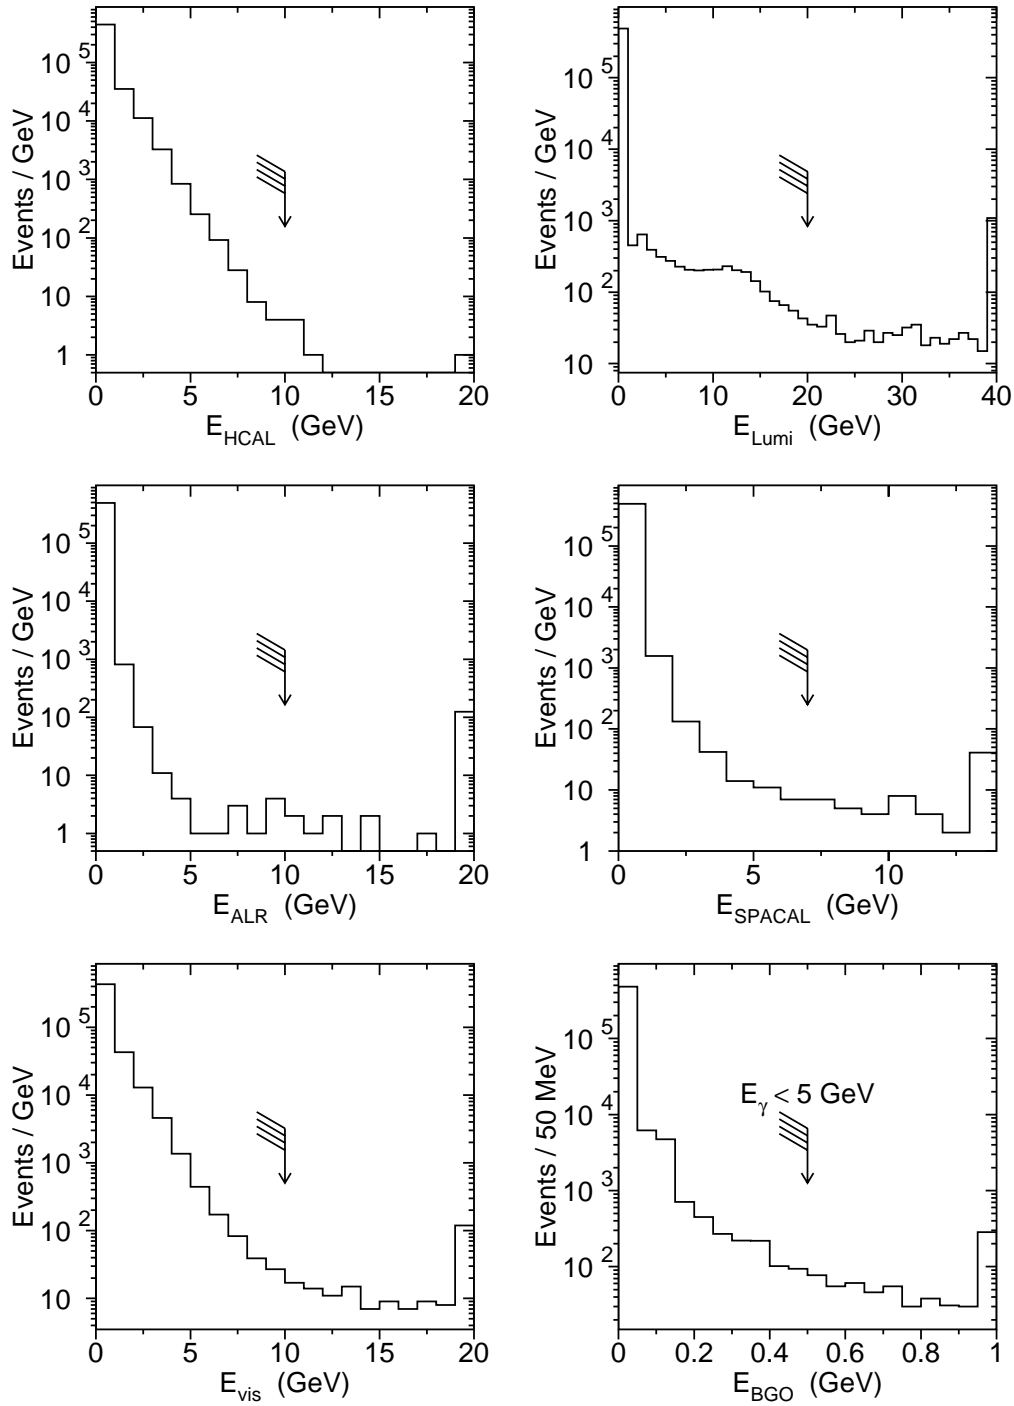 Events / GeV
10^5
10^4
10^3
10^2
10
1
0 5 10 15 20
E_HCAL (GeV)
Events / GeV
10^5
10^4
10^3
10^2
10
0 10 20 30 40
E_Lumi (GeV)
Events / GeV
10^5
10^4
10^3
10^2
10
1
0 5 10 15 20
E_ALR (GeV)
Events / GeV
10^5
10^4
10^3
10^2
10
1
0 5 10
E_SPACAL (GeV)
Events / GeV
10^5
10^4
10^3
10^2
10
0 5 10 15 20
E_vis (GeV)
Events / 50 MeV
10^5
10^4
10^3
10^2
E_γ < 5 GeV
0 0.2 0.4 0.6 0.8 1
E_BGO (GeV)